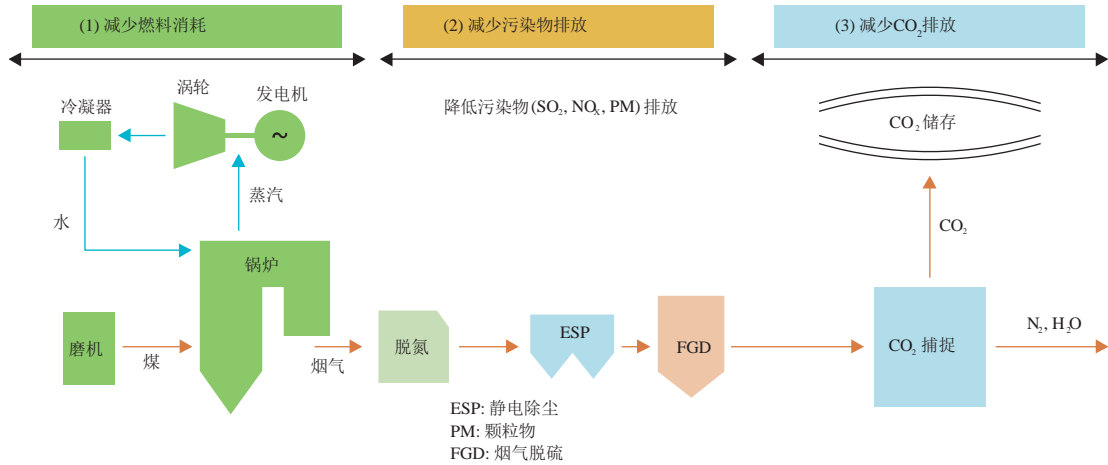 (1) 减少燃料消耗
(2) 减少污染物排放
(3) 减少CO₂排放
涡轮
发电机
冷凝器
~
降低污染物(SO₂, NOₓ, PM) 排放
CO₂ 储存
蒸汽
水
CO₂
锅炉
磨机
煤
烟气
脱氮
ESP
FGD
CO₂ 捕捉
N₂, H₂O
ESP: 静电除尘
PM: 颗粒物
FGD: 烟气脱硫